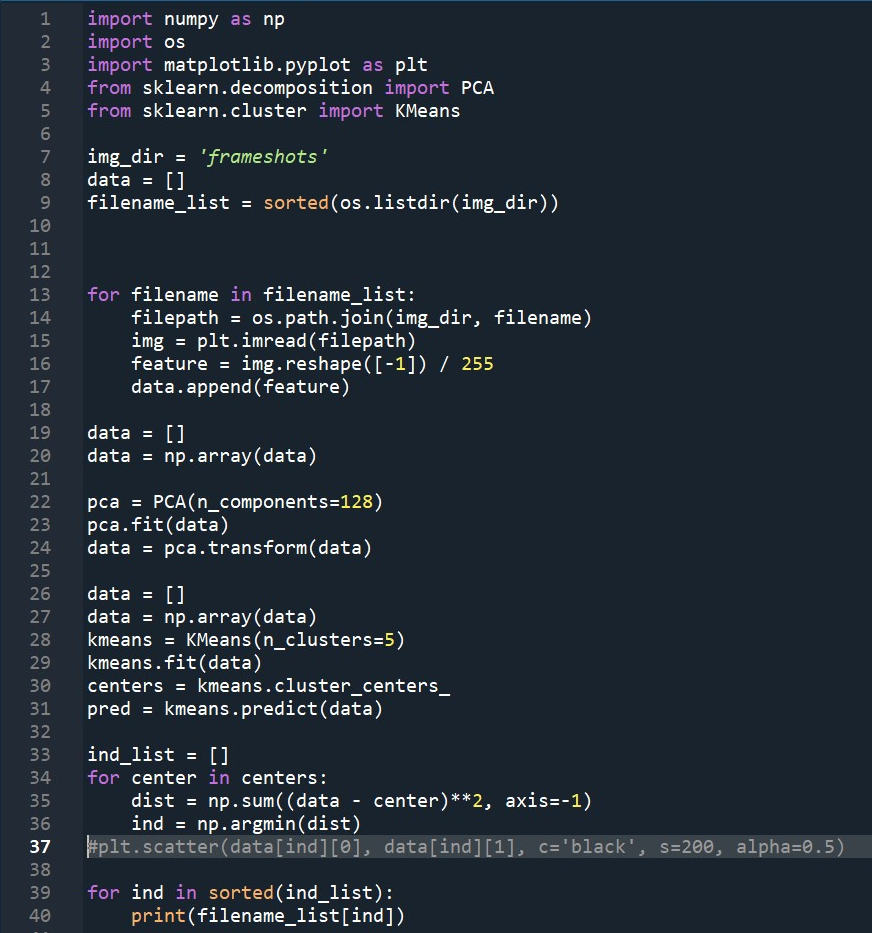 1 import numpy as np
2 import os
3 import matplotlib.pyplot as plt
4 from sklearn.decomposition import PCA
5 from sklearn.cluster import KMeans
6
7 img_dir = 'frameshots'
8 data = []
9 filename_list = sorted(os.listdir(img_dir))
10
11
12
13 for filename in filename_list:
14     filepath = os.path.join(img_dir, filename)
15     img = plt.imread(filepath)
16     feature = img.reshape([-1]) / 255
17     data.append(feature)
18
19 data = []
20 data = np.array(data)
21
22 pca = PCA(n_components=128)
23 pca.fit(data)
24 data = pca.transform(data)
25
26 data = []
27 data = np.array(data)
28 kmeans = KMeans(n_clusters=5)
29 kmeans.fit(data)
30 centers = kmeans.cluster_centers_
31 pred = kmeans.predict(data)
32
33 ind_list = []
34 for center in centers:
35     dist = np.sum((data - center)**2, axis=-1)
36     ind = np.argmin(dist)
37 #plt.scatter(data[ind][0], data[ind][1], c='black', s=200, alpha=0.5)
38
39 for ind in sorted(ind_list):
40     print(filename_list[ind])